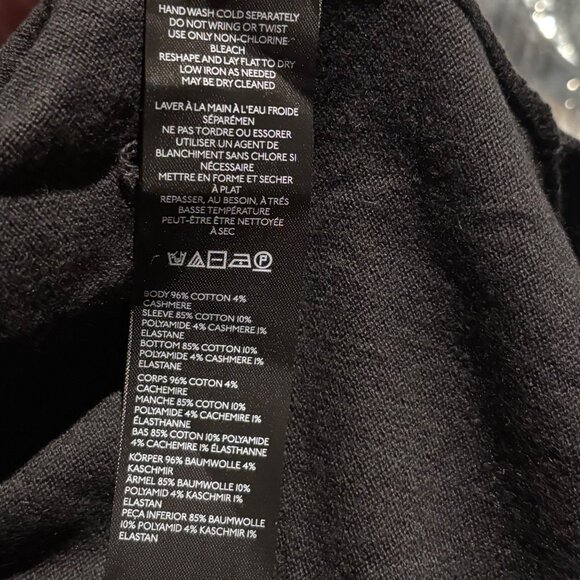 HAND WASH COLD SEPARATELY
DO NOT WRING OR TWIST
USE ONLY NON-CHLORINE
BLEACH
RESHAPE AND LAY FLAT TO DRY
LOW IRON AS NEEDED
MAY BE DRY CLEANED
LAVER À LA MAIN À L'EAU FROIDE
SÉPARÉMEN
NE PAS TORDRE OU ESSORER
UTILISER UN AGENT DE
BLANCHIMENT SANS CHLORE SI
NÉCESSAIRE
METTRE EN FORME ET SECHER
À PLAT
REPASSER, AU BESOIN, À TRÉS
BASSE TEMPÉRATURE
PEUT-ÊTRE ÊTRE NETTOYÉE
À SEC
P
BODY 96% COTTON 4%
CASHMERE
SLEEVE 85% COTTON 10%
POLYAMIDE 4% CASHMERE 1%
ELASTANE
BOTTOM 85% COTTON 10%
POLYAMIDE 4% CASHMERE 1%
ELASTANE
CORPS 96% COTON 4%
CACHEMIRE
MANCHE 85% COTON 10%
POLYAMIDE 4% CACHEMIRE 1%
ÉLASTHANNE
BAS 85% COTON 10% POLYAMIDE
4% CACHEMIRE 1% ÉLASTHANNE
KÖRPER 96% BAUMWOLLE 4%
KASCHMIR
ÄRMEL 85% BAUMWOLLE 10%
POLYAMID 4% KASCHMIR 1%
ELASTAN
PEÇA INFERIOR 85% BAUMWOLLE
10% POLYAMID 4% KASCHMIR 1%
ELASTAN